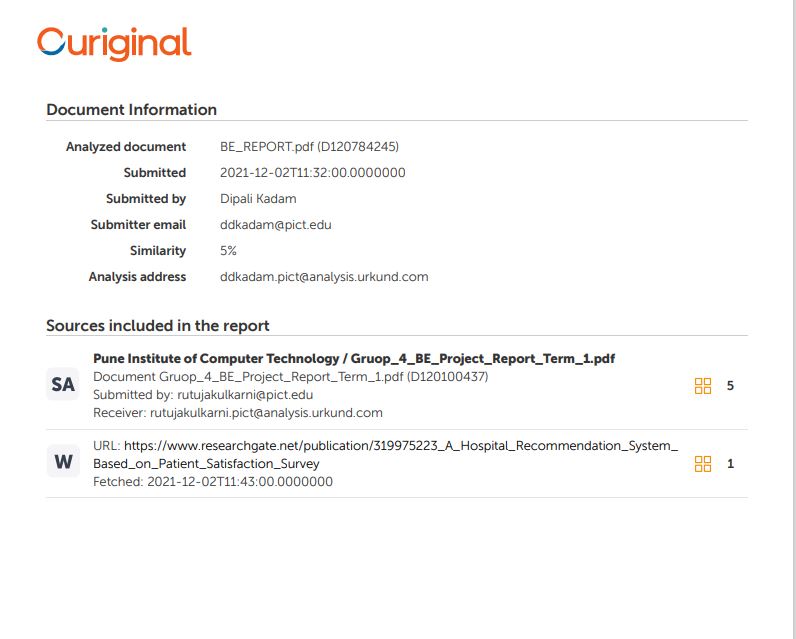 Curiginal
Document Information
Analyzed document BE_REPORT.pdf (D120784245)
Submitted 2021-12-02T11:32:00.0000000
Submitted by Dipali Kadam
Submitter email ddkadam@pict.edu
Similarity 5%
Analysis address ddkadam.pict@analysis.urkund.com
Sources included in the report
Pune Institute of Computer Technology / Gruop_4_BE_Project_Report_Term_1.pdf
SA Document Gruop_4_BE_Project_Report_Term_1.pdf (D120100437) 5
Submitted by: rutujakulkarni@pict.edu
Receiver: rutujakulkarni.pict@analysis.urkund.com
URL: https://www.researchgate.net/publication/319975223_A_Hospital_Recommendation_System_
W Based_on_Patient_Satisfaction_Survey 1
Fetched: 2021-12-02T11:43:00.0000000